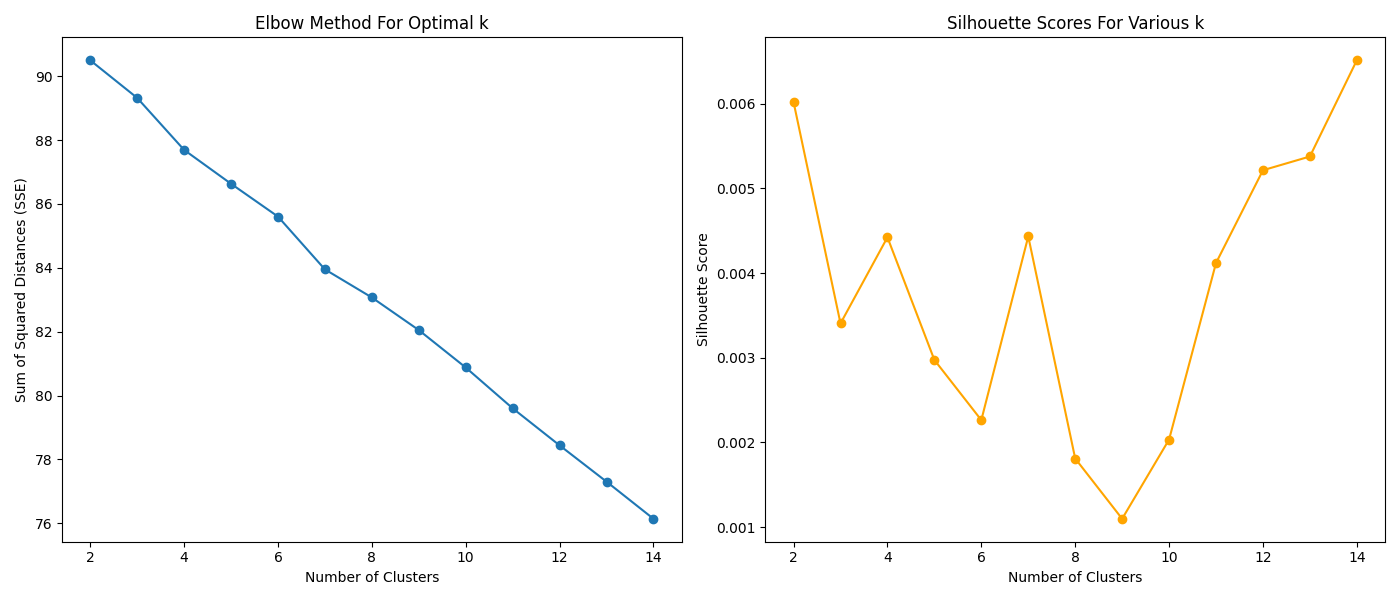 Elbow Method For Optimal k
Sum of Squared Distances (SSE)
90
88
86
84
82
80
78
76
2 4 6 8 10 12 14
Number of Clusters
Silhouette Scores For Various k
Silhouette Score
0.006
0.005
0.004
0.003
0.002
0.001
2 4 6 8 10 12 14
Number of Clusters